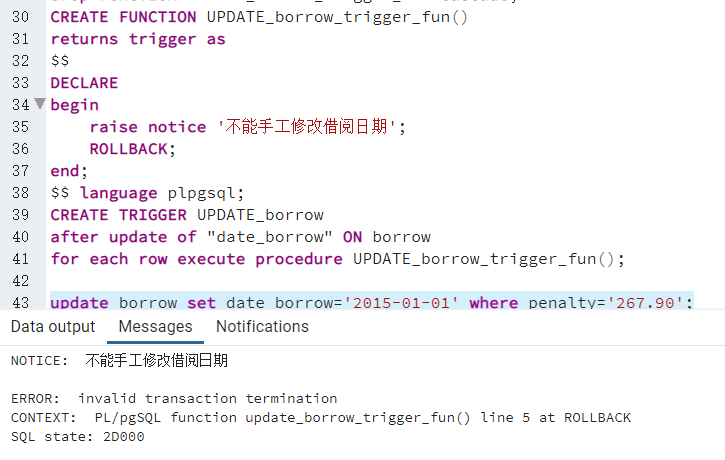 30 CREATE FUNCTION UPDATE_borrow_trigger_fun()
31 returns trigger as
32 $$
33 DECLARE
34 begin
35 raise notice '不能手工修改借阅日期';
36 ROLLBACK;
37 end;
38 $$ language plpgsql;
39 CREATE TRIGGER UPDATE_borrow
40 after update of "date_borrow" ON borrow
41 for each row execute procedure UPDATE_borrow_trigger_fun();
42
43 update borrow set date_borrow='2015-01-01' where penalty='267.90';
Data output Messages Notifications
NOTICE: 不能手工修改借阅日期
ERROR: invalid transaction termination
CONTEXT: PL/pgSQL function update_borrow_trigger_fun() line 5 at ROLLBACK
SQL state: 2D000